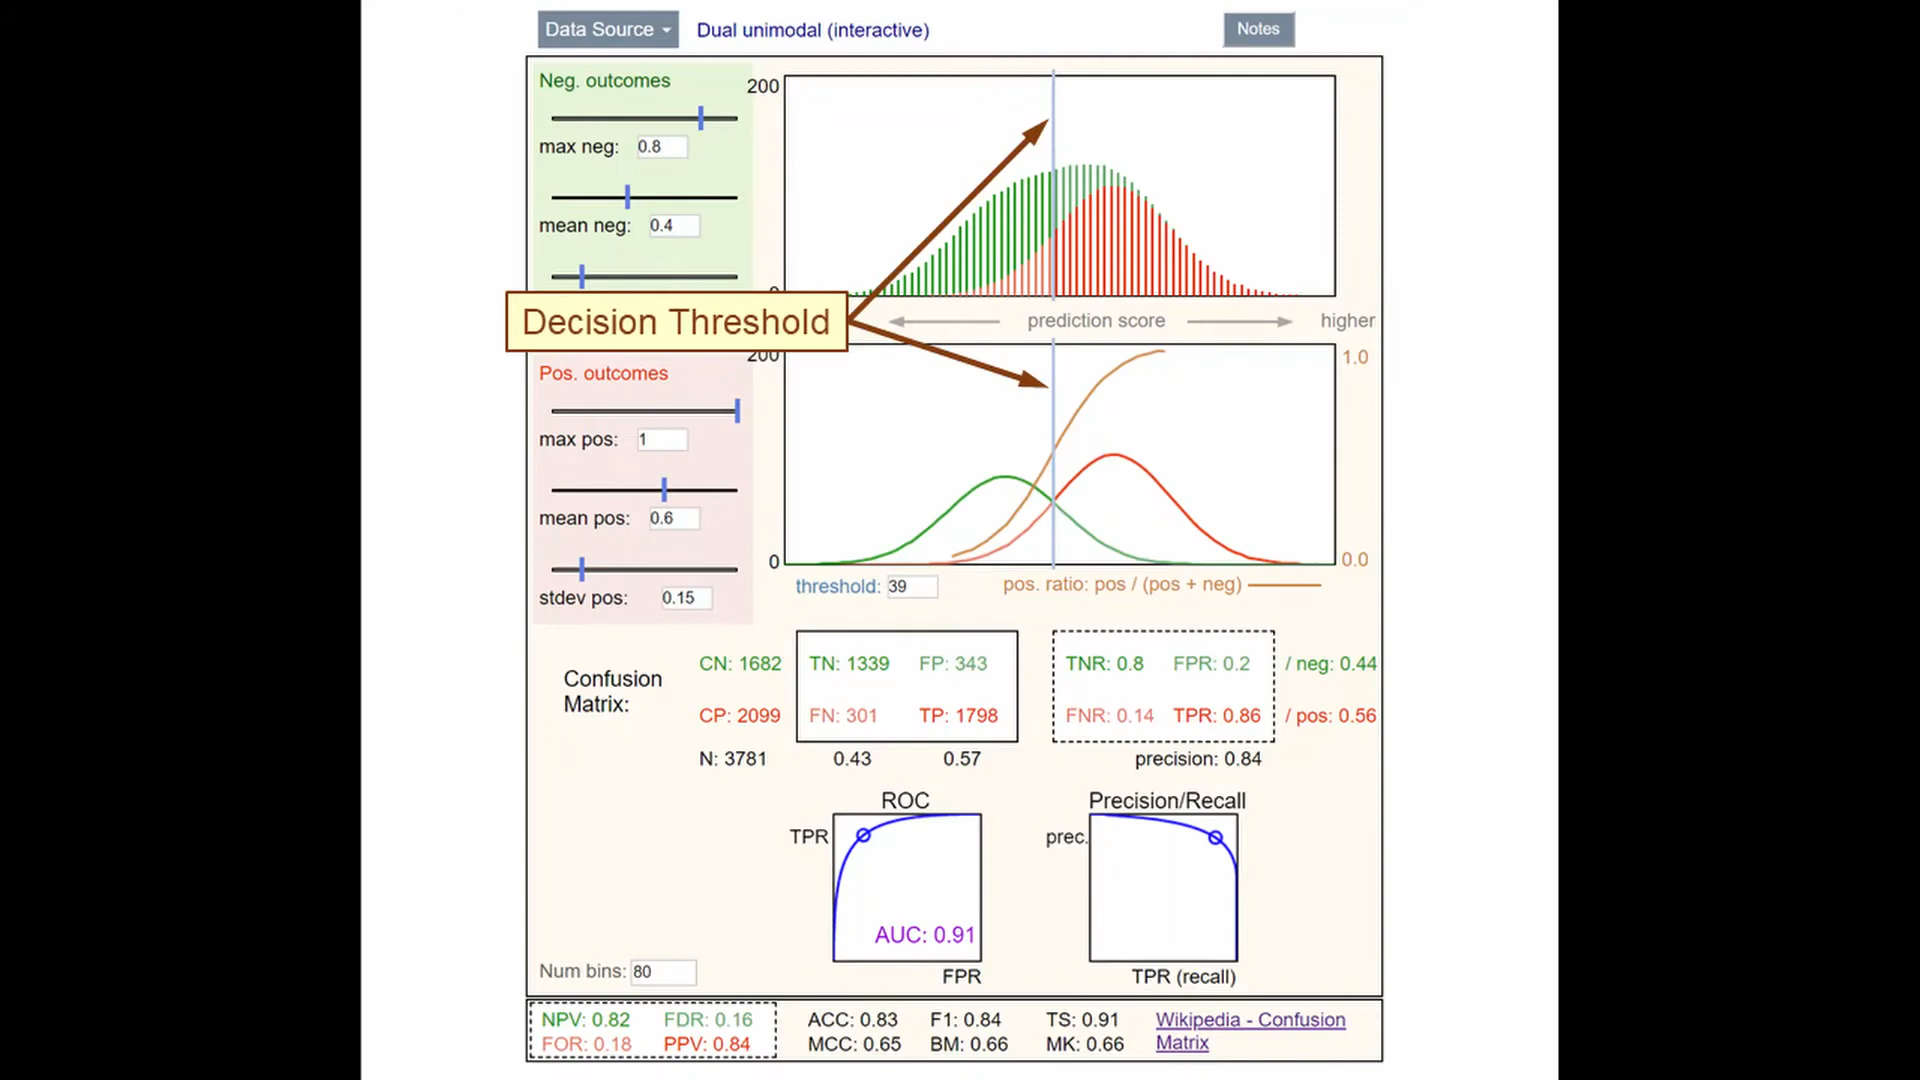 Data Source
Dual unimodal (interactive)
Notes
Neg. outcomes
max neg: 0.8
mean neg: 0.4
200
0
Decision Threshold
prediction score
higher
Pos. outcomes
max pos: 1
mean pos: 0.6
stdev pos: 0.15
200
0
1.0
0.0
threshold: 39
pos. ratio: pos / (pos + neg)
Confusion
Matrix:
CN: 1682 TN: 1339 FP: 343 TNR: 0.8 FPR: 0.2 / neg: 0.44
CP: 2099 FN: 301 TP: 1798 FNR: 0.14 TPR: 0.86 / pos: 0.56
N: 3781 0.43 0.57 precision: 0.84
ROC
TPR
AUC: 0.91
FPR
Precision/Recall
prec.
TPR (recall)
Num bins: 80
NPV: 0.82 FDR: 0.16 ACC: 0.83 F1: 0.84 TS: 0.91 Wikipedia - Confusion
FOR: 0.18 PPV: 0.84 MCC: 0.65 BM: 0.66 MK: 0.66 Matrix